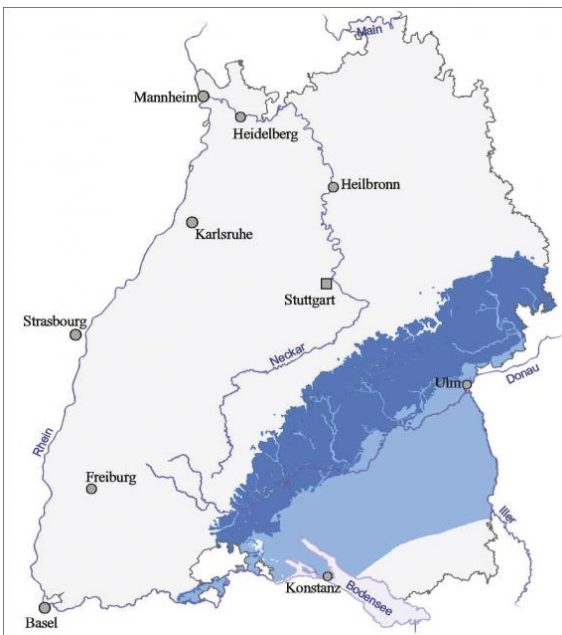 Main
Mannheim
Heidelberg
Heilbronn
Karlsruhe
Stuttgart
Strasbourg
Neckar
Ulm
Donau
Rhein
Freiburg
Iller
Konstanz
Bodensee
Basel